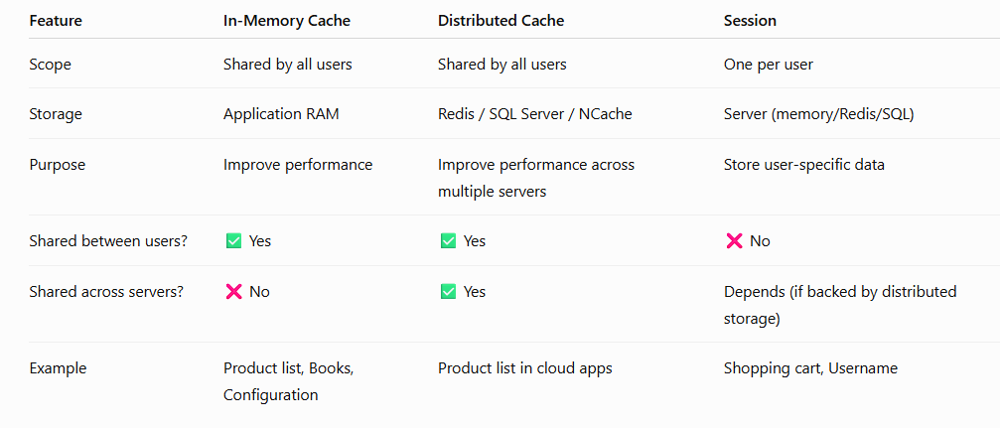 Feature In-Memory Cache Distributed Cache Session
Scope Shared by all users Shared by all users One per user
Storage Application RAM Redis / SQL Server / NCache Server (memory/Redis/SQL)
Purpose Improve performance Improve performance across Store user-specific data
multiple servers
Shared between users? ✅ Yes ✅ Yes ❌ No
Shared across servers? ❌ No ✅ Yes Depends (if backed by distributed
storage)
Example Product list, Books, Product list in cloud apps Shopping cart, Username
Configuration